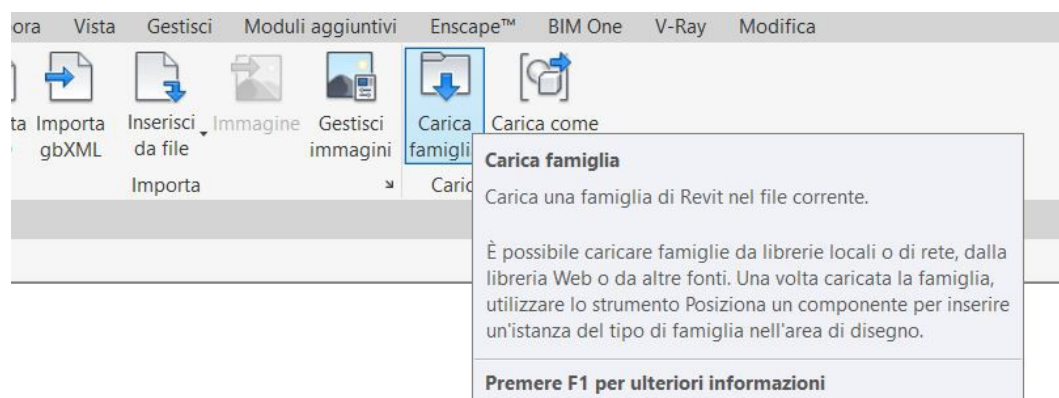 ora Vista Gestisci Moduli aggiuntivi Enscape™ BIM One V-Ray Modifica
ta Importa Inserisci Immagine Gestisci Carica Carica come
gbXML da file immagini famigli
Importa Caric
Carica famiglia
Carica una famiglia di Revit nel file corrente.
È possibile caricare famiglie da librerie locali o di rete, dalla
libreria Web o da altre fonti. Una volta caricata la famiglia,
utilizzare lo strumento Posiziona un componente per inserire
un'istanza del tipo di famiglia nell'area di disegno.
Premere F1 per ulteriori informazioni